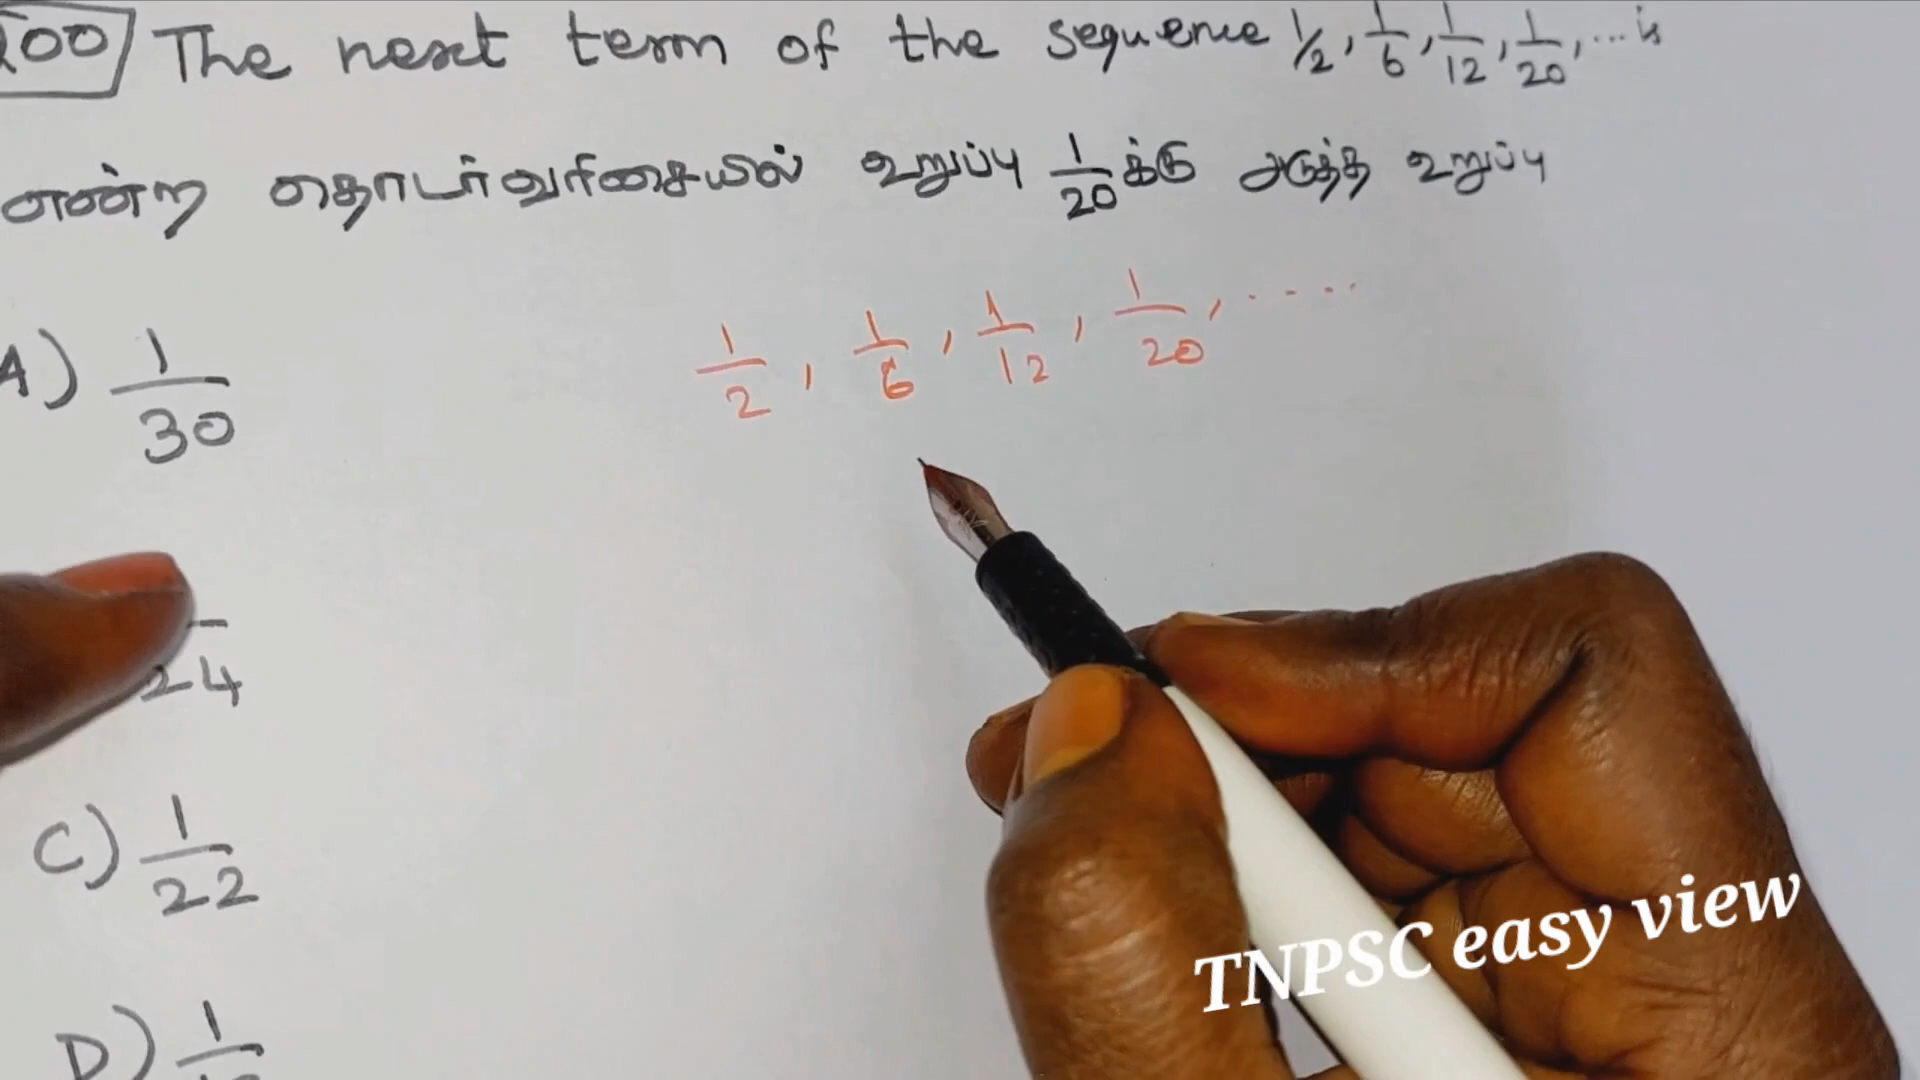 200 The next term of the sequence 1/2, 1/6, 1/12, 1/20, ... is
என்ற தொடர்வரிசையில் உறுப்பு 1/20 க்கு அடுத்த உறுப்பு
1/2, 1/6, 1/12, 1/20, .....
A) 1/30
24
C) 1/22
D) 1/
TNPSC easy view